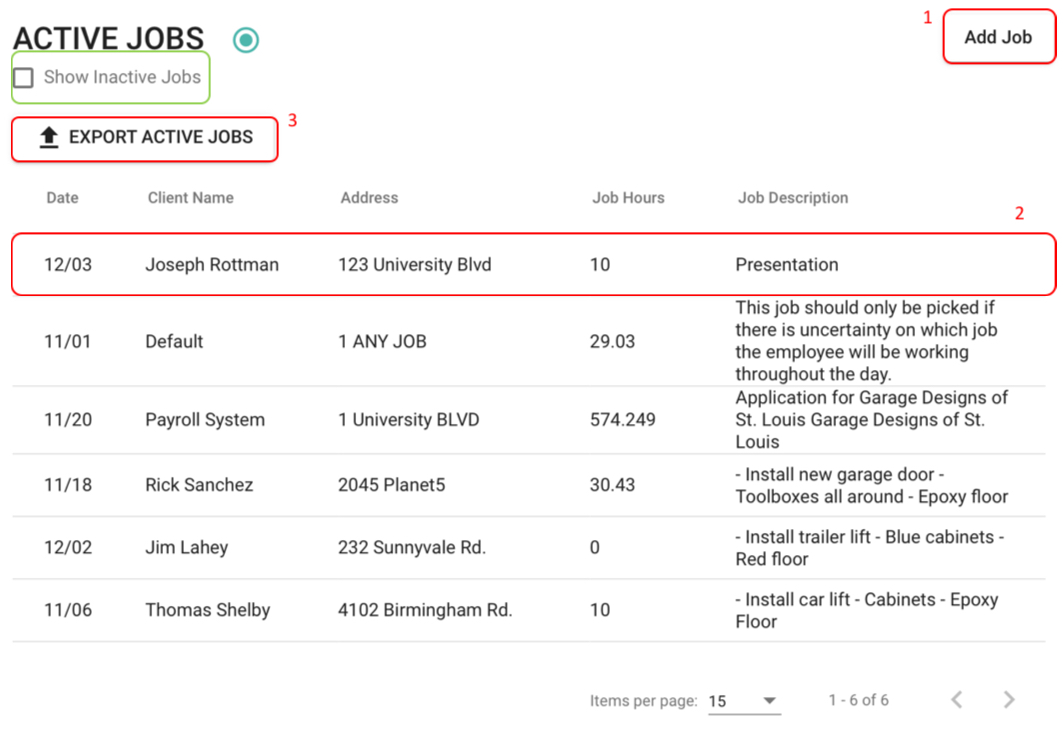 1
ACTIVE JOBS
Add Job
Show Inactive Jobs
3
EXPORT ACTIVE JOBS
Date Client Name Address Job Hours Job Description
2
12/03 Joseph Rottman 123 University Blvd 10 Presentation
This job should only be picked if
there is uncertainty on which job
11/01 Default 1 ANY JOB 29.03
the employee will be working
throughout the day.
Application for Garage Designs of
11/20 Payroll System 1 University BLVD 574.249 St. Louis Garage Designs of St.
Louis
11/18 Rick Sanchez 2045 Planet5 30.43 - Install new garage door -
Toolboxes all around - Epoxy floor
12/02 Jim Lahey 232 Sunnyvale Rd. 0 - Install trailer lift - Blue cabinets -
Red floor
11/06 Thomas Shelby 4102 Birmingham Rd. 10 - Install car lift - Cabinets - Epoxy
Floor
Items per page: 15 1 - 6 of 6